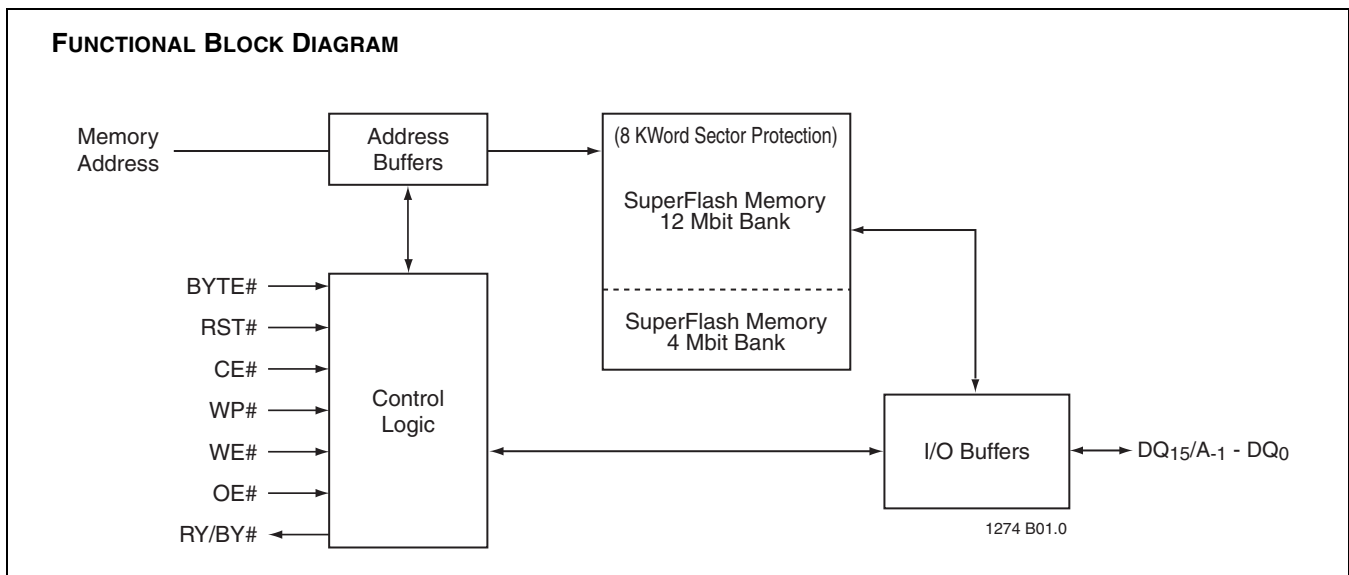 FUNCTIONAL BLOCK DIAGRAM
Memory
Address
Address
Buffers
(8 KWord Sector Protection)
SuperFlash Memory
12 Mbit Bank
SuperFlash Memory
4 Mbit Bank
BYTE#
RST#
CE#
WP#
WE#
OE#
RY/BY#
Control
Logic
I/O Buffers
DQ15/A-1 - DQ0
1274 B01.0